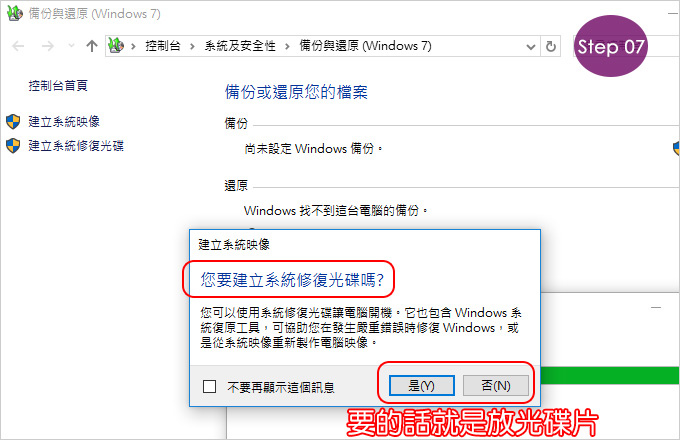 備份與還原 (Windows 7)
控制台 > 系統及安全性 > 備份與還原 (Windows 7)
Step 07
控制台首頁
建立系統映像
建立系統修復光碟
備份或還原您的檔案
備份
尚未設定 Windows 備份。
還原
Windows 找不到這台電腦的備份。
建立系統映像
您要建立系統修復光碟嗎?
您可以使用系統修復光碟讓電腦開機。它也包含 Windows 系
統復原工具，可協助您在發生嚴重錯誤時修復 Windows，或
是從系統映像重新製作電腦映像。
不要再顯示這個訊息
是(Y)
否(N)
要的話就是放光碟片